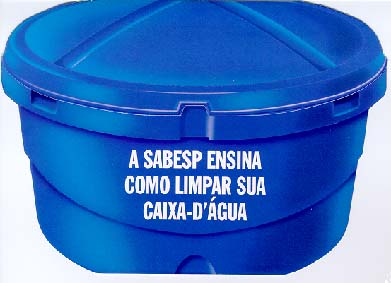 A SABESP ENSINA
COMO LIMPAR SUA
CAIXA-D'ÁGUA